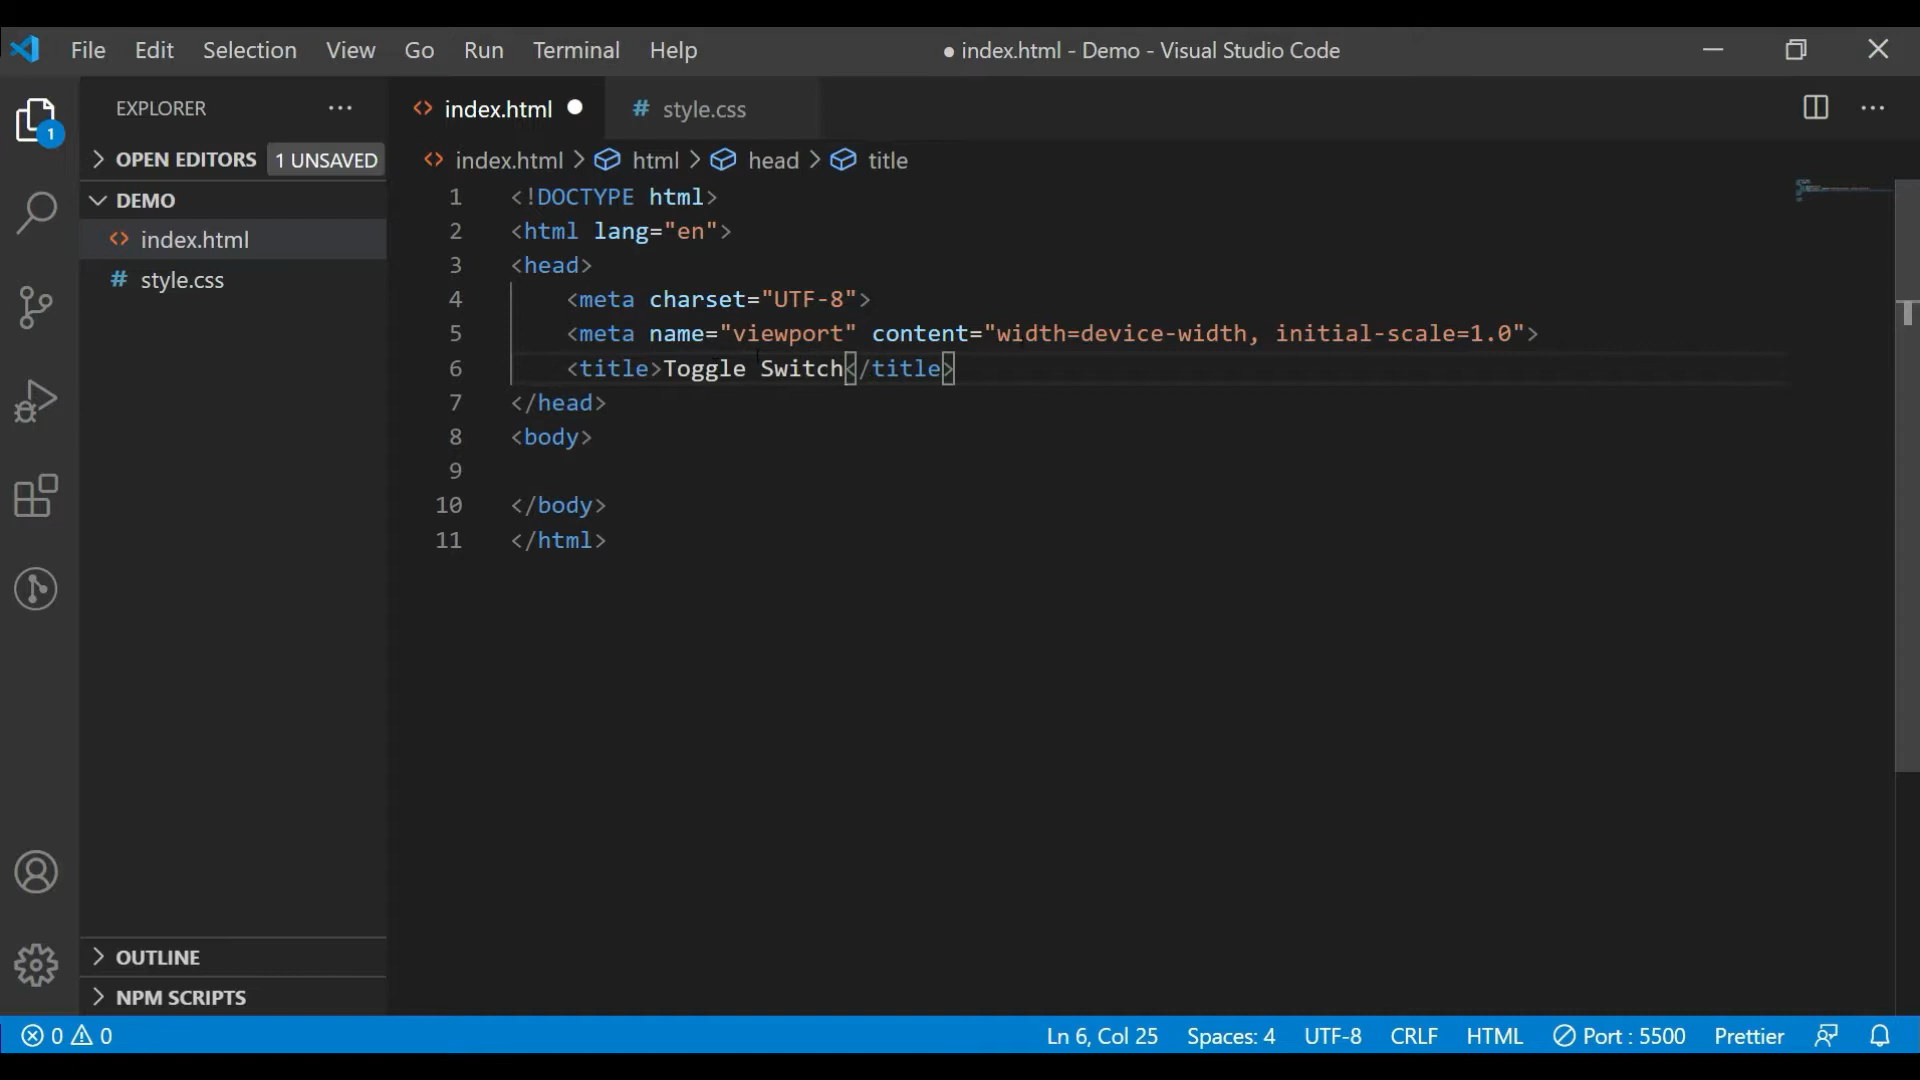 File Edit Selection View Go Run Terminal Help ● index.html - Demo - Visual Studio Code
EXPLORER ··· index.html ● # style.css ···
OPEN EDITORS 1 UNSAVED
index.html > html > head > title
DEMO
index.html
# style.css
1 <!DOCTYPE html>
2 <html lang="en">
3 <head>
4 <meta charset="UTF-8">
5 <meta name="viewport" content="width=device-width, initial-scale=1.0">
6 <title>Toggle Switch</title>
7 </head>
8 <body>
9
10 </body>
11 </html>
1
OUTLINE
NPM SCRIPTS
0 0 Ln 6, Col 25 Spaces: 4 UTF-8 CRLF HTML Port : 5500 Prettier